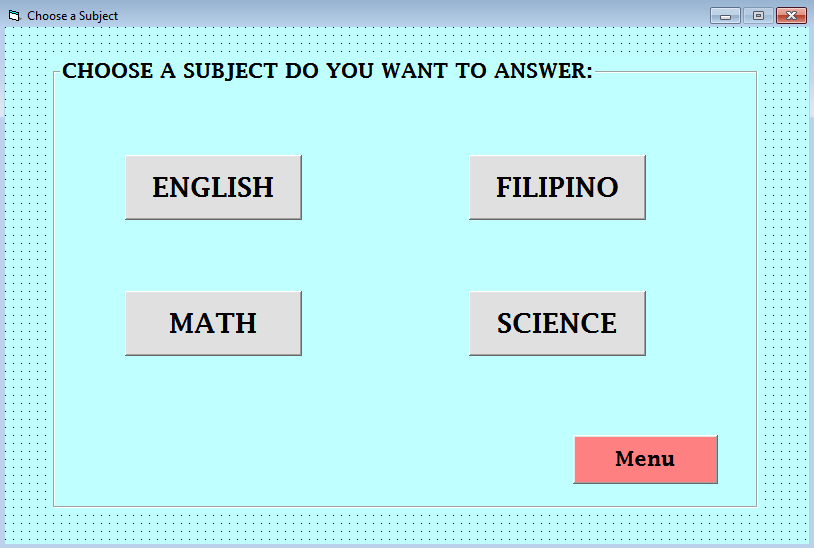 Choose a Subject
CHOOSE A SUBJECT DO YOU WANT TO ANSWER:
ENGLISH
FILIPINO
MATH
SCIENCE
Menu